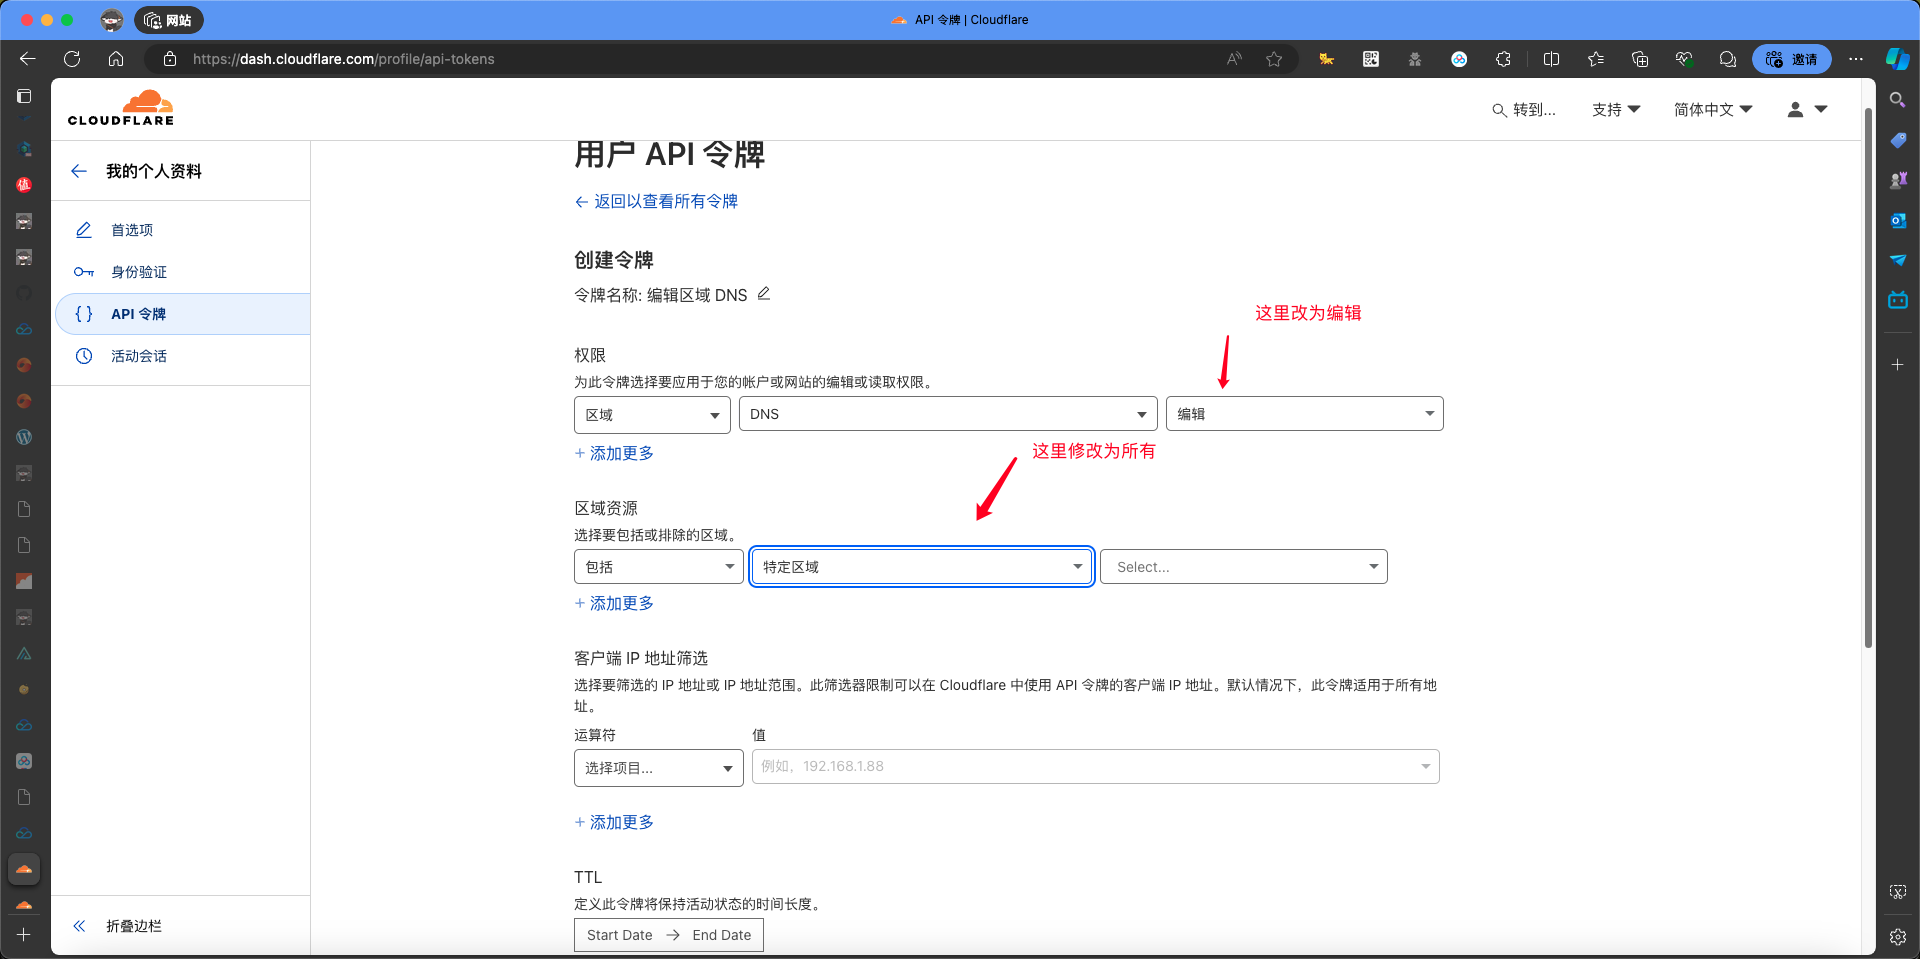 网站
API 令牌 | Cloudflare
https://dash.cloudflare.com/profile/api-tokens
邀请
值
CLOUDFLARE
转到...
支持
简体中文
我的个人资料
首选项
身份验证
API 令牌
活动会话
折叠边栏
用户 API 令牌
返回以查看所有令牌
创建令牌
令牌名称: 编辑区域 DNS
这里改为编辑
权限
为此令牌选择要应用于您的帐户或网站的编辑或读取权限。
区域
DNS
编辑
+ 添加更多
这里修改为所有
区域资源
选择要包括或排除的区域。
包括
特定区域
Select...
+ 添加更多
客户端 IP 地址筛选
选择要筛选的 IP 地址或 IP 地址范围。此筛选器限制可以在 Cloudflare 中使用 API 令牌的客户端 IP 地址。默认情况下，此令牌适用于所有地
址。
运算符
值
选择项目...
例如，192.168.1.88
+ 添加更多
TTL
定义此令牌将保持活动状态的时间长度。
Start Date → End Date